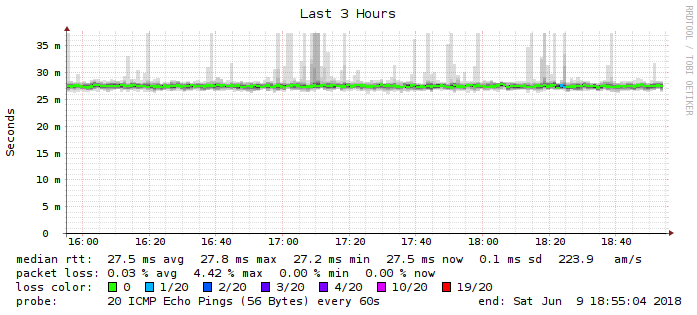 Last 3 Hours
RRDTOOL / TOBI OETIKER
Seconds
35 m
30 m
25 m
20 m
15 m
10 m
5 m
0
16:00 16:20 16:40 17:00 17:20 17:40 18:00 18:20 18:40
median rtt: 27.5 ms avg 27.8 ms max 27.2 ms min 27.5 ms now 0.1 ms sd 223.9 am/s
packet loss: 0.03 % avg 4.42 % max 0.00 % min 0.00 % now
loss color: 0 1/20 2/20 3/20 4/20 10/20 19/20
probe: 20 ICMP Echo Pings (56 Bytes) every 60s end: Sat Jun 9 18:55:04 2018